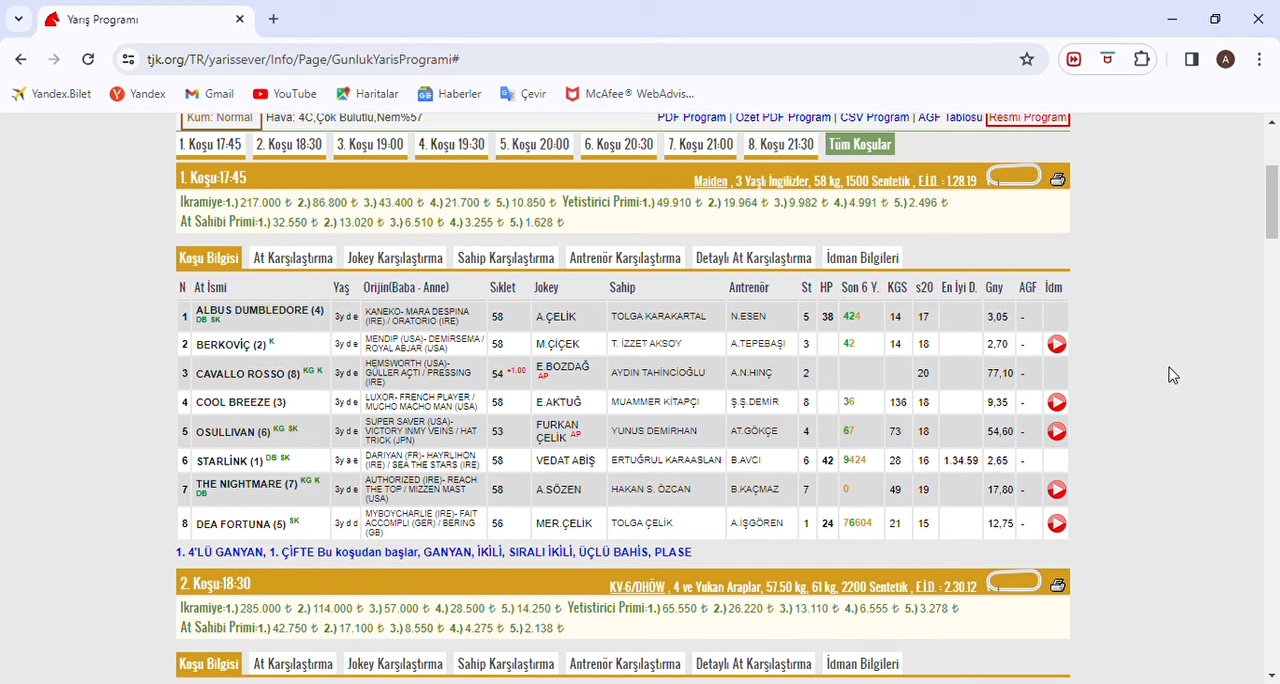 Yarış Programı
tjk.org/TR/yarissever/Info/Page/GunlukYarisProgrami#
A
Yandex.Bilet Yandex Gmail YouTube Haritalar Haberler Çevir McAfee® WebAdvis...
Kum: Normal Hava: 4C,Çok Bulutlu,Nem%57 PDF Program | Özet PDF Program | CSV Program | AGF Tablosu Resmi Program
1. Koşu 17:45 2. Koşu 18:30 3. Koşu 19:00 4. Koşu 19:30 5. Koşu 20:00 6. Koşu 20:30 7. Koşu 21:00 8. Koşu 21:30 Tüm Koşular
1. Koşu:17:45 Maiden , 3 Yaşlı İngilizler, 58 kg, 1500 Sentetik , E.İ.D. : 1.28.19
Ikramiye:1.) 217.000 ₺ 2.) 86.800 ₺ 3.) 43.400 ₺ 4.) 21.700 ₺ 5.) 10.850 ₺ Yetistirici Primi:1.) 49.910 ₺ 2.) 19.964 ₺ 3.) 9.982 ₺ 4.) 4.991 ₺ 5.) 2.496 ₺
At Sahibi Primi:1.) 32.550 ₺ 2.) 13.020 ₺ 3.) 6.510 ₺ 4.) 3.255 ₺ 5.) 1.628 ₺
Koşu Bilgisi At Karşılaştırma Jokey Karşılaştırma Sahip Karşılaştırma Antrenör Karşılaştırma Detaylı At Karşılaştırma İdman Bilgileri
N At İsmi Yaş Orijin(Baba - Anne) Sıklet Jokey Sahip Antrenör St HP Son 6 Y. KGS s20 En İyi D. Gny AGF İdm
1 ALBUS DUMBLEDORE (4) DB SK 3y d e KANEKO- MARA DESPINA (IRE) / ORATORIO (IRE) 58 A.ÇELİK TOLGA KARAKARTAL N.ESEN 5 38 424 14 17 3,05 -
2 BERKOVİÇ (2) K 3y d e MENDIP (USA)- DEMİRSEMA / ROYAL ABJAR (USA) 58 M.ÇİÇEK T. İZZET AKSOY A.TEPEBAŞI 3 42 14 18 2,70 -
3 CAVALLO ROSSO (8) KG K 3y d e HEMSWORTH (USA)- GÜLLER AÇTI / PRESSING (IRE) 54 +1.00 E.BOZDAĞ AP AYDIN TAHİNCİOĞLU A.N.HINÇ 2 20 77,10 -
4 COOL BREEZE (3) 3y d e LUXOR- FRENCH PLAYER / MUCHO MACHO MAN (USA) 58 E.AKTUĞ MUAMMER KİTAPÇI Ş.Ş.DEMİR 8 36 136 18 9,35 -
5 OSULLIVAN (6) KG SK 3y d e SUPER SAVER (USA)- VICTORY INMY VEINS / HAT TRICK (JPN) 53 FURKAN ÇELİK AP YUNUS DEMİRHAN AT.GÖKÇE 4 67 73 18 54,60 -
6 STARLİNK (1) DB SK 3y a e DARIYAN (FR)- HAYRLIHON (IRE) / SEA THE STARS (IRE) 58 VEDAT ABİŞ ERTUĞRUL KARAASLAN B.AVCI 6 42 9424 28 16 1.34.59 2,65 -
7 THE NIGHTMARE (7) KG K DB 3y d e AUTHORIZED (IRE)- REACH THE TOP / MIZZEN MAST (USA) 58 A.SÖZEN HAKAN S. ÖZCAN B.KAÇMAZ 7 0 49 19 17,80 -
8 DEA FORTUNA (5) SK 3y d d MYBOYCHARLIE (IRE)- FAIT ACCOMPLI (GER) / BERING (GB) 56 MER.ÇELİK TOLGA ÇELİK A.İŞGÖREN 1 24 76604 21 15 12,75 -
1. 4'LÜ GANYAN, 1. ÇİFTE Bu koşudan başlar, GANYAN, İKİLİ, SIRALI İKİLİ, ÜÇLÜ BAHİS, PLASE
2. Koşu:18:30 KV-6/DHÖW , 4 ve Yukarı Araplar, 57.50 kg, 61 kg, 2200 Sentetik , E.İ.D. : 2.30.12
Ikramiye:1.) 285.000 ₺ 2.) 114.000 ₺ 3.) 57.000 ₺ 4.) 28.500 ₺ 5.) 14.250 ₺ Yetistirici Primi:1.) 65.550 ₺ 2.) 26.220 ₺ 3.) 13.110 ₺ 4.) 6.555 ₺ 5.) 3.278 ₺
At Sahibi Primi:1.) 42.750 ₺ 2.) 17.100 ₺ 3.) 8.550 ₺ 4.) 4.275 ₺ 5.) 2.138 ₺
Koşu Bilgisi At Karşılaştırma Jokey Karşılaştırma Sahip Karşılaştırma Antrenör Karşılaştırma Detaylı At Karşılaştırma İdman Bilgileri